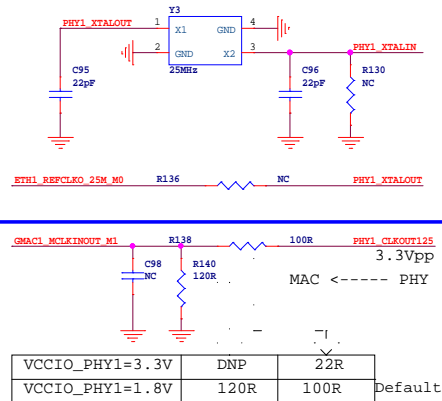 Y3
PHY1_XTALOUT 1 X1 GND 4
2 GND X2 3 PHY1_XTALIN
25MHz
C95
22pF
C96
22pF
R130
NC
ETH1_REFCLKO_25M_M0 R136 NC PHY1_XTALOUT
GMAC1_MCLKINOUT_M1 R138 100R PHY1_CLKOUT125
3.3Vpp
C98
NC
R140
120R
MAC <----- PHY
VCCIO_PHY1=3.3V DNP 22R
VCCIO_PHY1=1.8V 120R 100R Default